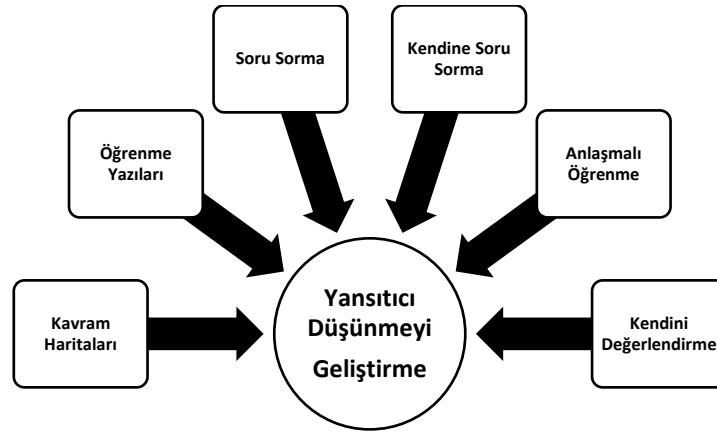 Soru Sorma
Kendine Soru
Sorma
Öğrenme
Yazıları
Anlaşmalı
Öğrenme
Kavram
Haritaları
Yansıtıcı
Düşünmeyi
Geliştirme
Kendini
Değerlendirme